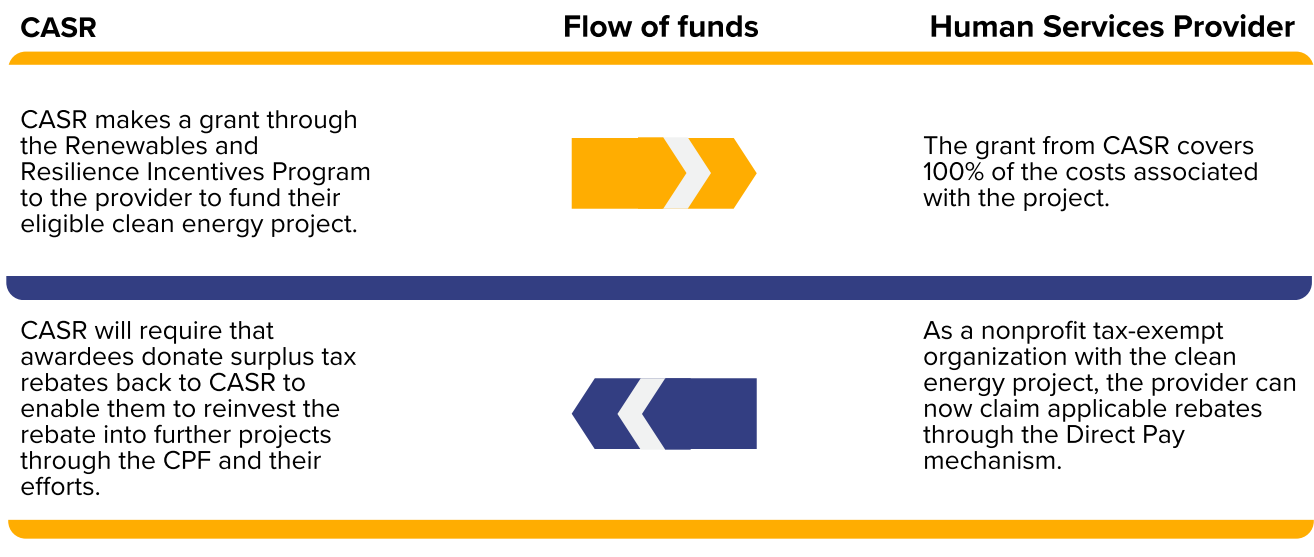 CASR
Flow of funds
Human Services Provider
CASR makes a grant through
the Renewables and
Resilience Incentives Program
to the provider to fund their
eligible clean energy project.
The grant from CASR covers
100% of the costs associated
with the project.
CASR will require that
awardees donate surplus tax
rebates back to CASR to
enable them to reinvest the
rebate into further projects
through the CPF and their
efforts.
As a nonprofit tax-exempt
organization with the clean
energy project, the provider can
now claim applicable rebates
through the Direct Pay
mechanism.